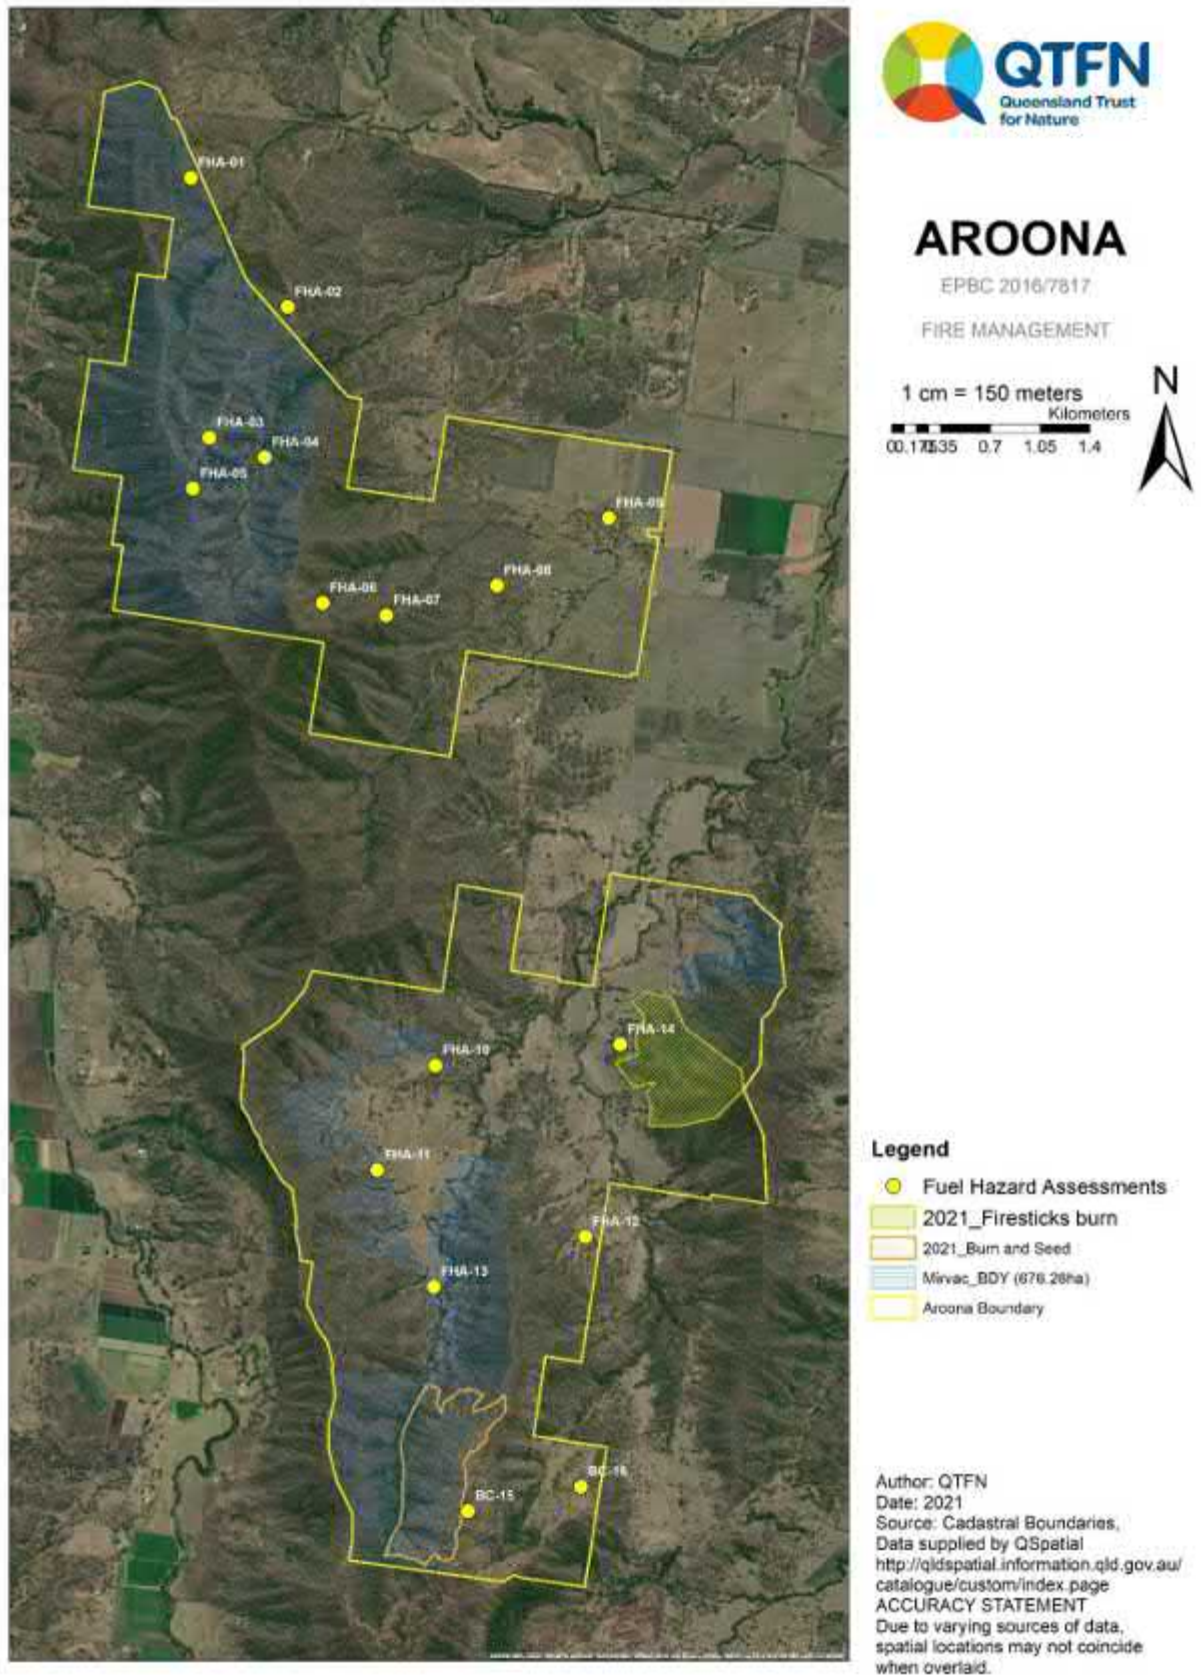 QTFN
Queensland Trust
for Nature
AROONA
EPBC 2016/7817
FIRE MANAGEMENT
1 cm = 150 meters
N
Kilometers
0.7 1.05 1.4
FHA-01
FHA-02
FHA-03
FHA-04
FHA-05
FHA-06
FHA-07
FHA-08
FHA-09
FHA-10
FHA-11
FHA-12
FHA-13
FHA-14
BC-15
BC-16
Legend
Fuel Hazard Assessments
2021_Firesticks burn
2021_Burn and Seed
Mirvac_BDY (676.26ha)
Aroona Boundary
Author: QTFN
Date: 2021
Source: Cadastral Boundaries,
Data supplied by QSpatial
http://qldspatial.information.qld.gov.au/
catalogue/custom/index.page
ACCURACY STATEMENT
Due to varying sources of data,
spatial locations may not coincide
when overlaid.